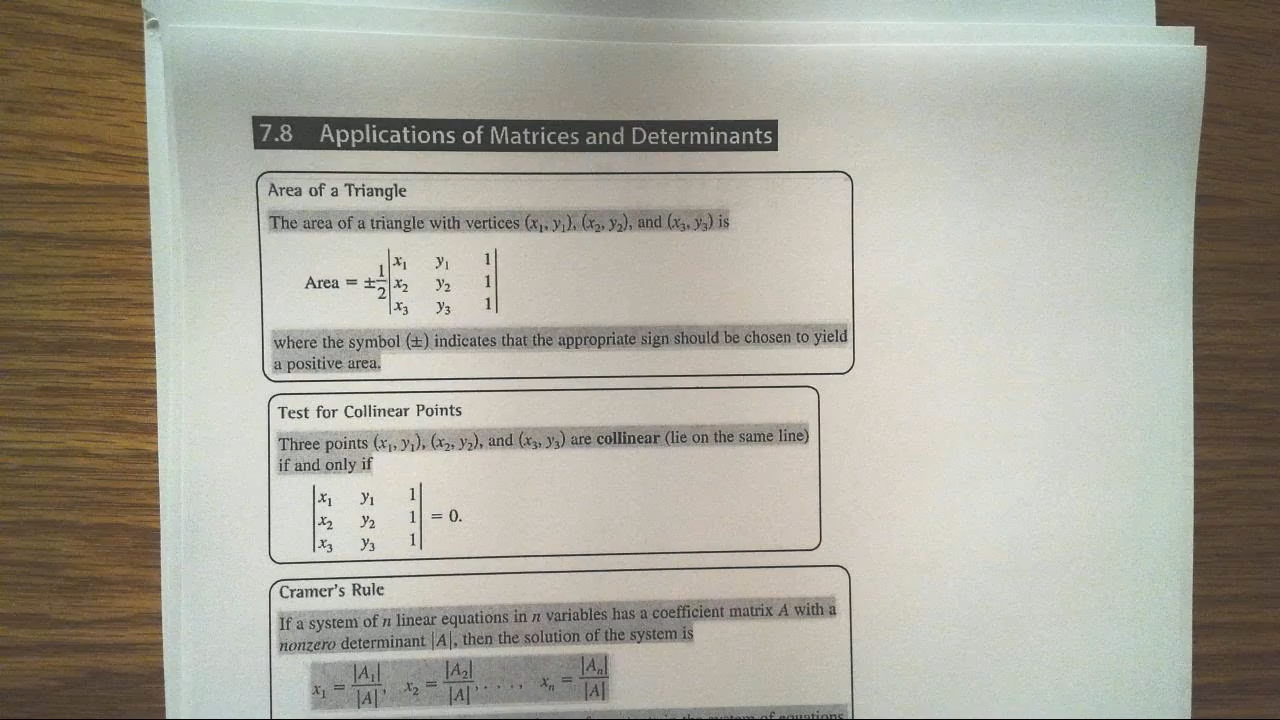 7.8 Applications of Matrices and Determinants
Area of a Triangle
The area of a triangle with vertices (x₁, y₁), (x₂, y₂), and (x₃, y₃) is
x₁ y₁ 1
Area = ±1/2 |x₂ y₂ 1|
x₃ y₃ 1
where the symbol (±) indicates that the appropriate sign should be chosen to yield
a positive area.
Test for Collinear Points
Three points (x₁, y₁), (x₂, y₂), and (x₃, y₃) are collinear (lie on the same line)
if and only if
|x₁ y₁ 1|
|x₂ y₂ 1| = 0.
|x₃ y₃ 1|
Cramer's Rule
If a system of n linear equations in n variables has a coefficient matrix A with a
nonzero determinant |A|, then the solution of the system is
x₁ = |A₁|/|A|, x₂ = |A₂|/|A|, . . . , xₙ = |Aₙ|/|A|
system of equations